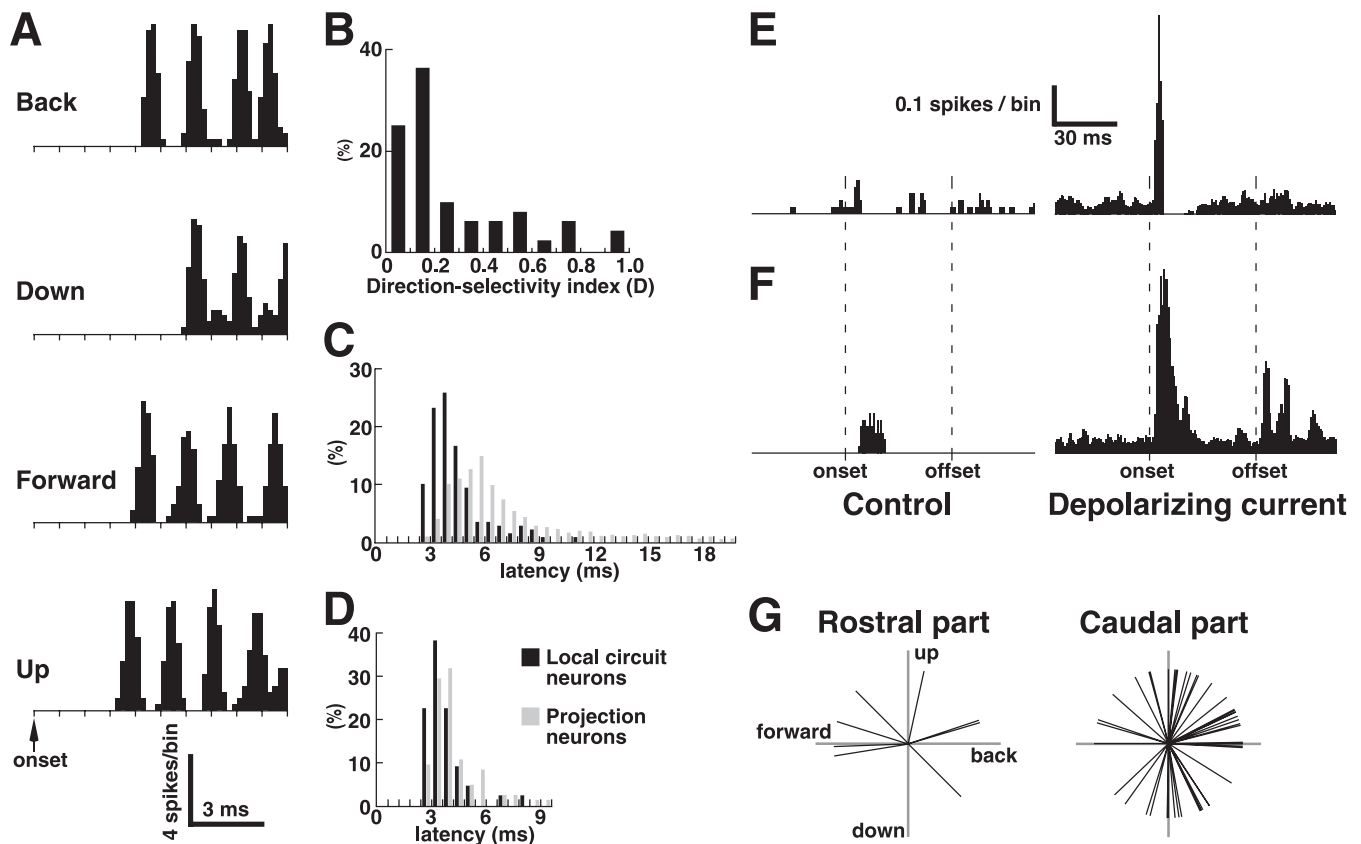 A
Back
Down
Forward
Up
onset
4 spikes/bin
3 ms
B
40
20
0
(%)
0 0.2 0.4 0.6 0.8 1.0
Direction-selectivity index (D)
C
30
20
10
0
(%)
0 3 6 9 12 15 18
latency (ms)
D
40
30
20
10
0
(%)
0 3 6 9
latency (ms)
Local circuit
neurons
Projection
neurons
E
0.1 spikes / bin
30 ms
F
onset offset
Control
onset offset
Depolarizing current
G
Rostral part
up
forward
back
down
Caudal part